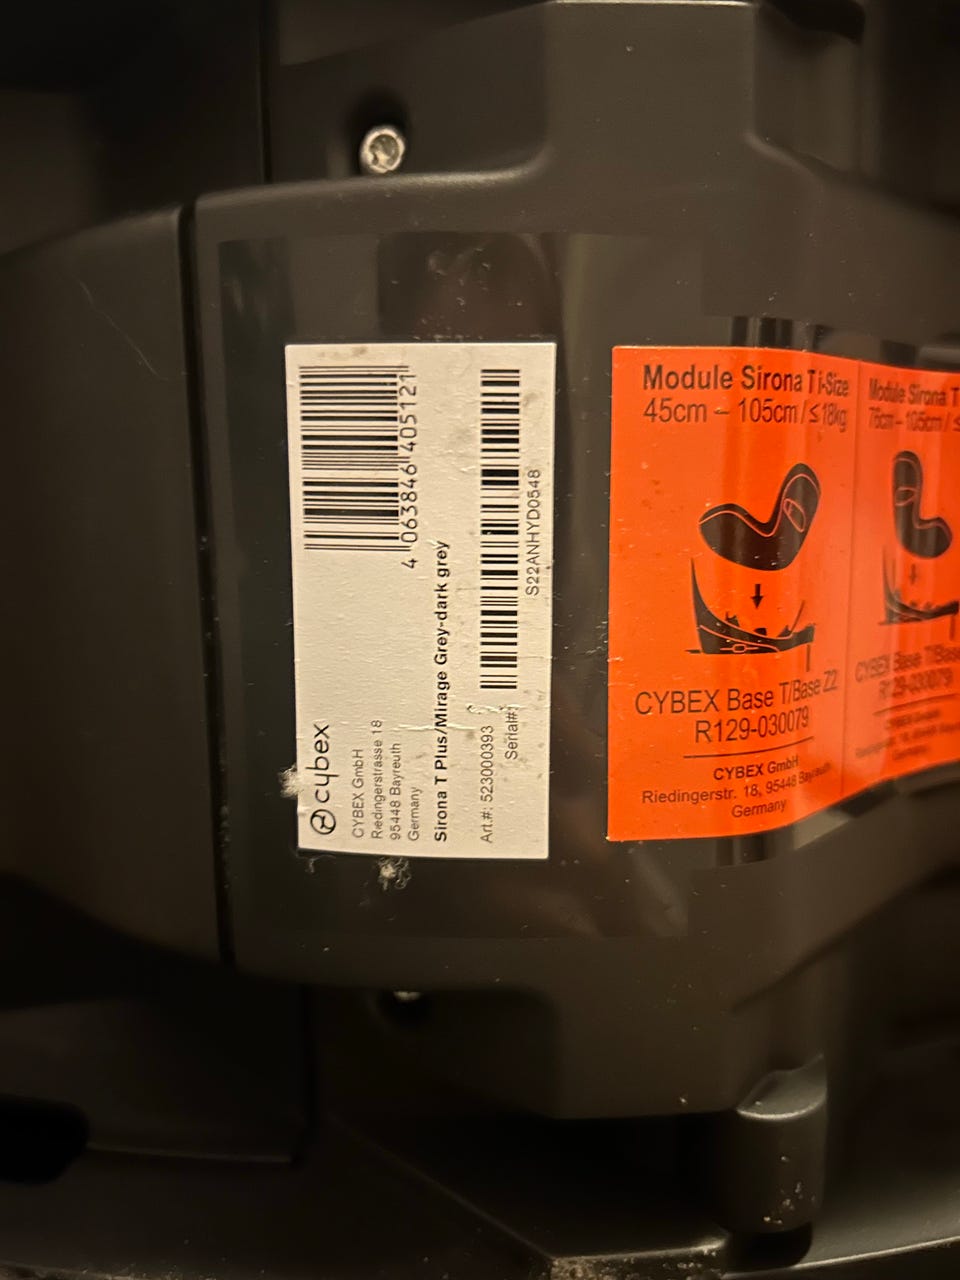 cybex
CYBEX GmbH
Riedingerstrasse 18
95448 Bayreuth
Germany
4 063846 405121
Sirona T Plus/Mirage Grey-dark grey
Art.#: 523000393
Serial#:
S22ANHYD0548
Module Sirona T i-Size
45cm – 105cm / ≤18kg
CYBEX Base T/Base Z2
R129-030079
CYBEX GmbH
Riedingerstr. 18, 95448 Bayreuth
Germany
Module Sirona T
76cm – 105cm / ≤
CYBEX Base T/Base
R129-030079